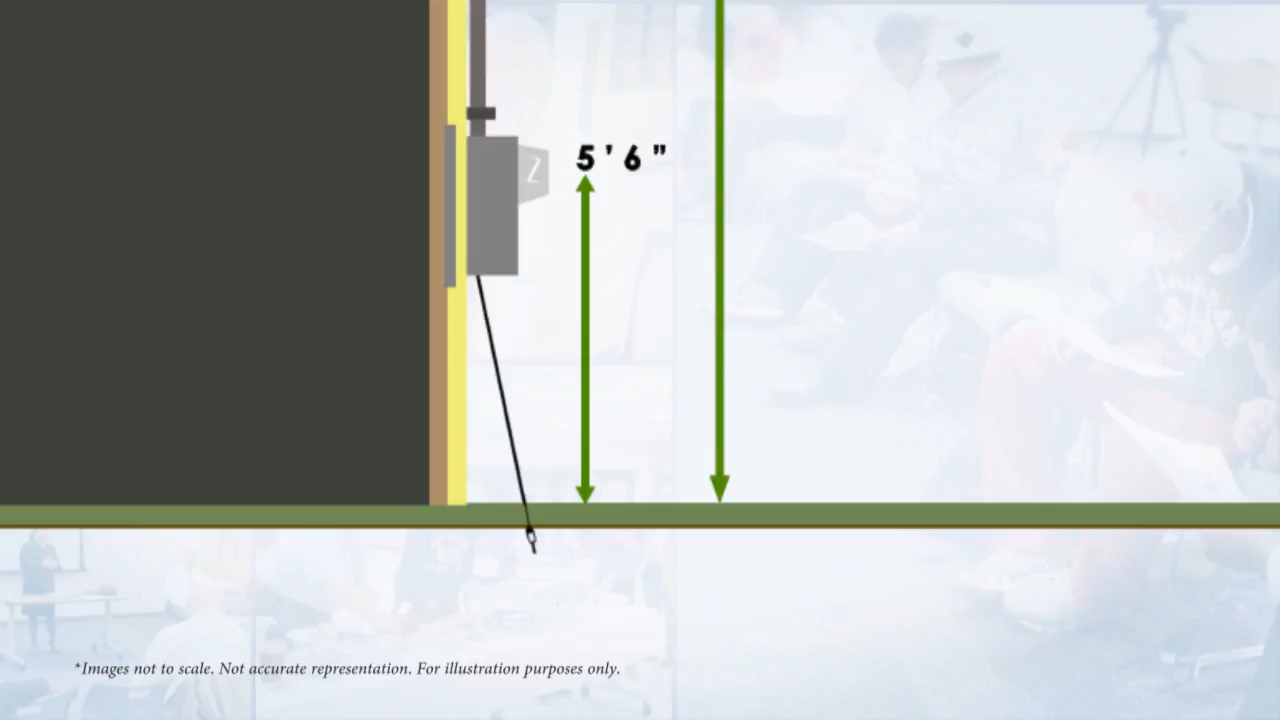 5 ' 6 "
*Images not to scale. Not accurate representation. For illustration purposes only.